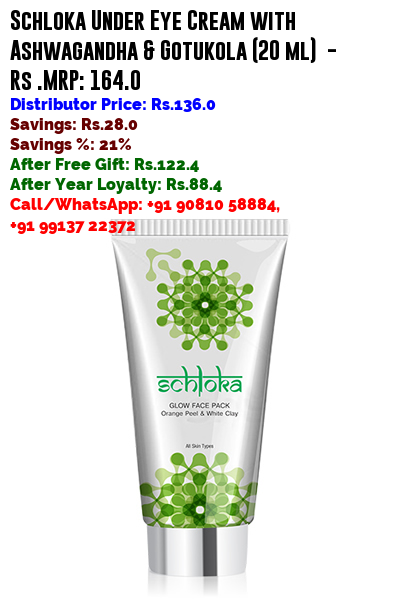 Schloka Under Eye Cream with
Ashwagandha & Gotukola (20 ml) -
Rs .MRP: 164.0
Distributor Price: Rs.136.0
Savings: Rs.28.0
Savings %: 21%
After Free Gift: Rs.122.4
After Year Loyalty: Rs.88.4
Call/WhatsApp: +91 90810 58884,
+91 99137 22372
schloka
GLOW FACE PACK
Orange Peel & White Clay
All Skin Types